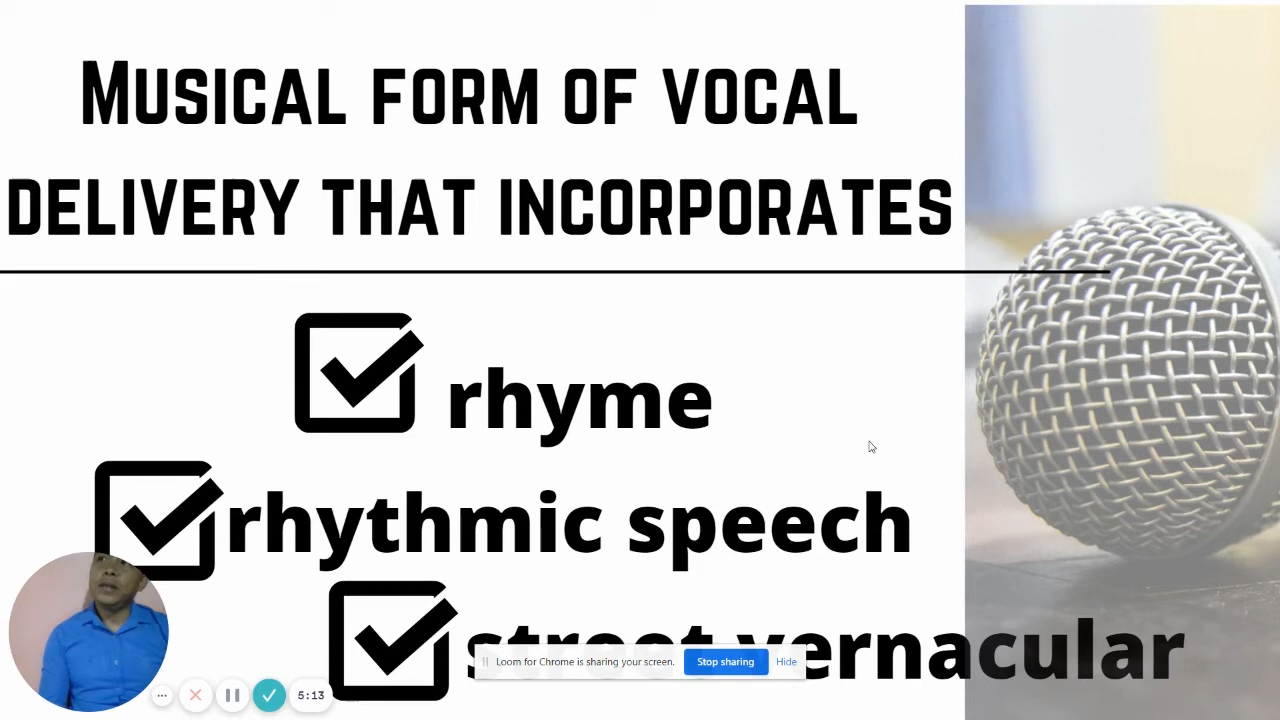 MUSICAL FORM OF VOCAL
DELIVERY THAT INCORPORATES
rhyme
rhythmic speech
street vernacular
Loom for Chrome is sharing your screen. Stop sharing Hide
5:13